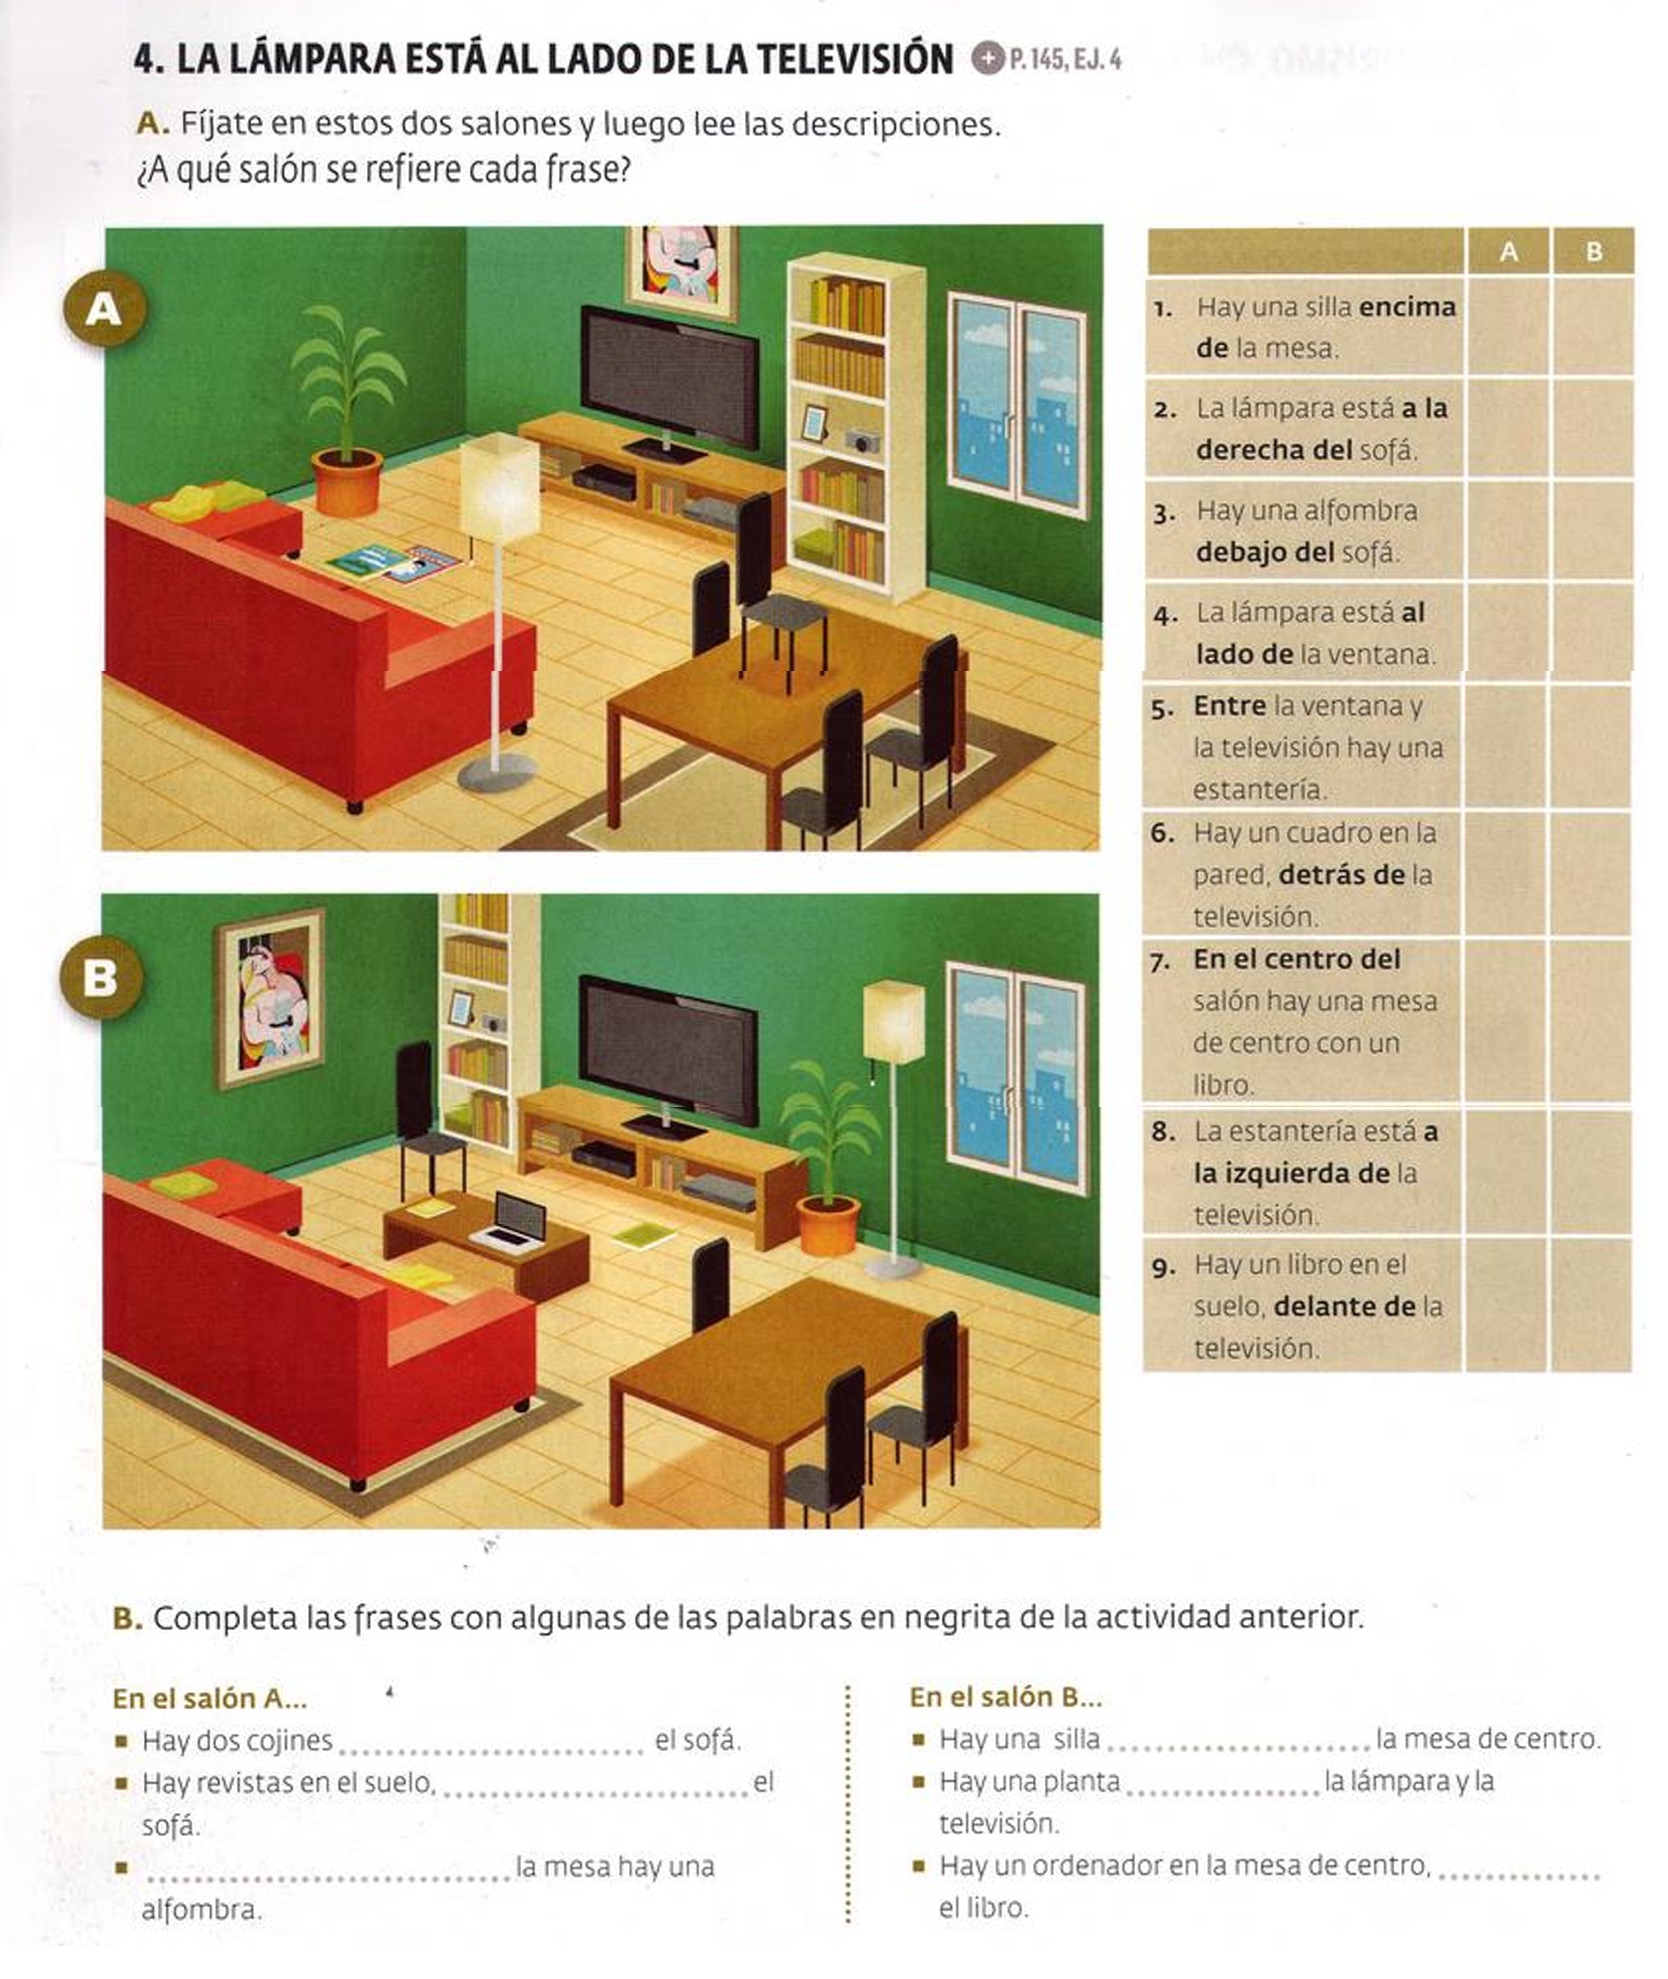 4. LA LÁMPARA ESTÁ AL LADO DE LA TELEVISIÓN + P. 145, EJ. 4
A. Fíjate en estos dos salones y luego lee las descripciones.
¿A qué salón se refiere cada frase?
A
A B
1. Hay una silla encima
de la mesa.
2. La lámpara está a la
derecha del sofá.
3. Hay una alfombra
debajo del sofá.
4. La lámpara está al
lado de la ventana.
5. Entre la ventana y
la televisión hay una
estantería.
6. Hay un cuadro en la
pared, detrás de la
televisión.
7. En el centro del
salón hay una mesa
de centro con un
libro.
8. La estantería está a
la izquierda de la
televisión.
9. Hay un libro en el
suelo, delante de la
televisión.
B
B. Completa las frases con algunas de las palabras en negrita de la actividad anterior.
En el salón A...
Hay dos cojines ............................ el sofá.
Hay revistas en el suelo, ............................ el
sofá.
................................ la mesa hay una
alfombra.
En el salón B...
Hay una silla ........................ la mesa de centro.
Hay una planta ................. la lámpara y la
televisión.
Hay un ordenador en la mesa de centro, ..............
el libro.